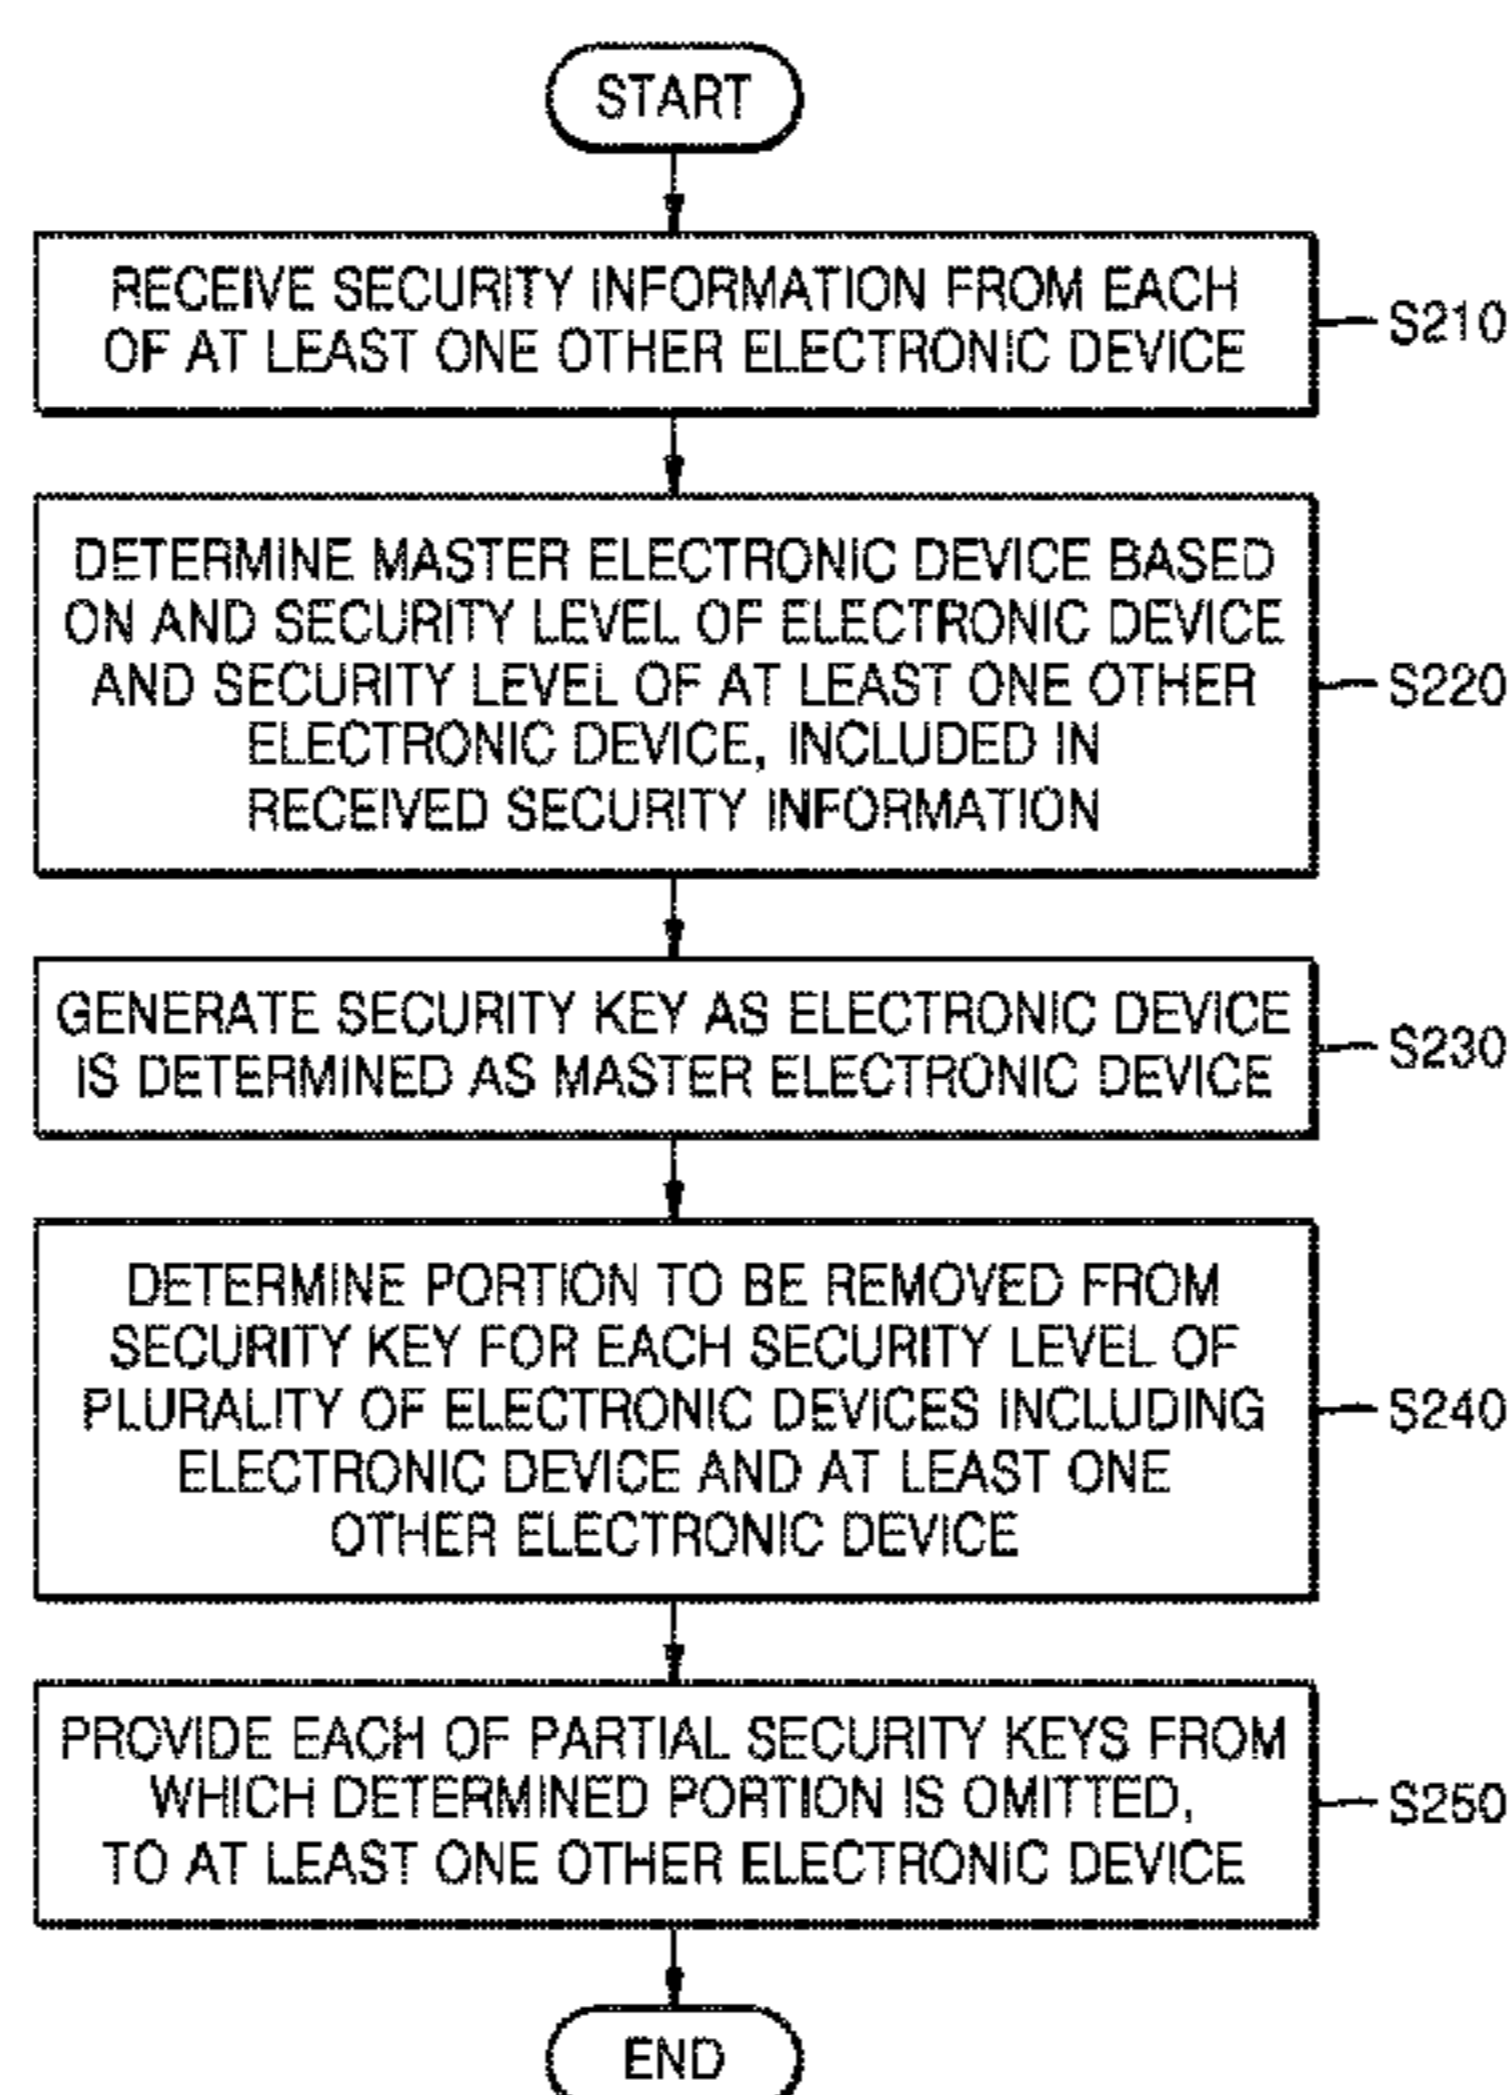 START
RECEIVE SECURITY INFORMATION FROM EACH
OF AT LEAST ONE OTHER ELECTRONIC DEVICE
S210
DETERMINE MASTER ELECTRONIC DEVICE BASED
ON AND SECURITY LEVEL OF ELECTRONIC DEVICE
AND SECURITY LEVEL OF AT LEAST ONE OTHER
ELECTRONIC DEVICE, INCLUDED IN
RECEIVED SECURITY INFORMATION
S220
GENERATE SECURITY KEY AS ELECTRONIC DEVICE
IS DETERMINED AS MASTER ELECTRONIC DEVICE
S230
DETERMINE PORTION TO BE REMOVED FROM
SECURITY KEY FOR EACH SECURITY LEVEL OF
PLURALITY OF ELECTRONIC DEVICES INCLUDING
ELECTRONIC DEVICE AND AT LEAST ONE
OTHER ELECTRONIC DEVICE
S240
PROVIDE EACH OF PARTIAL SECURITY KEYS FROM
WHICH DETERMINED PORTION IS OMITTED,
TO AT LEAST ONE OTHER ELECTRONIC DEVICE
S250
END